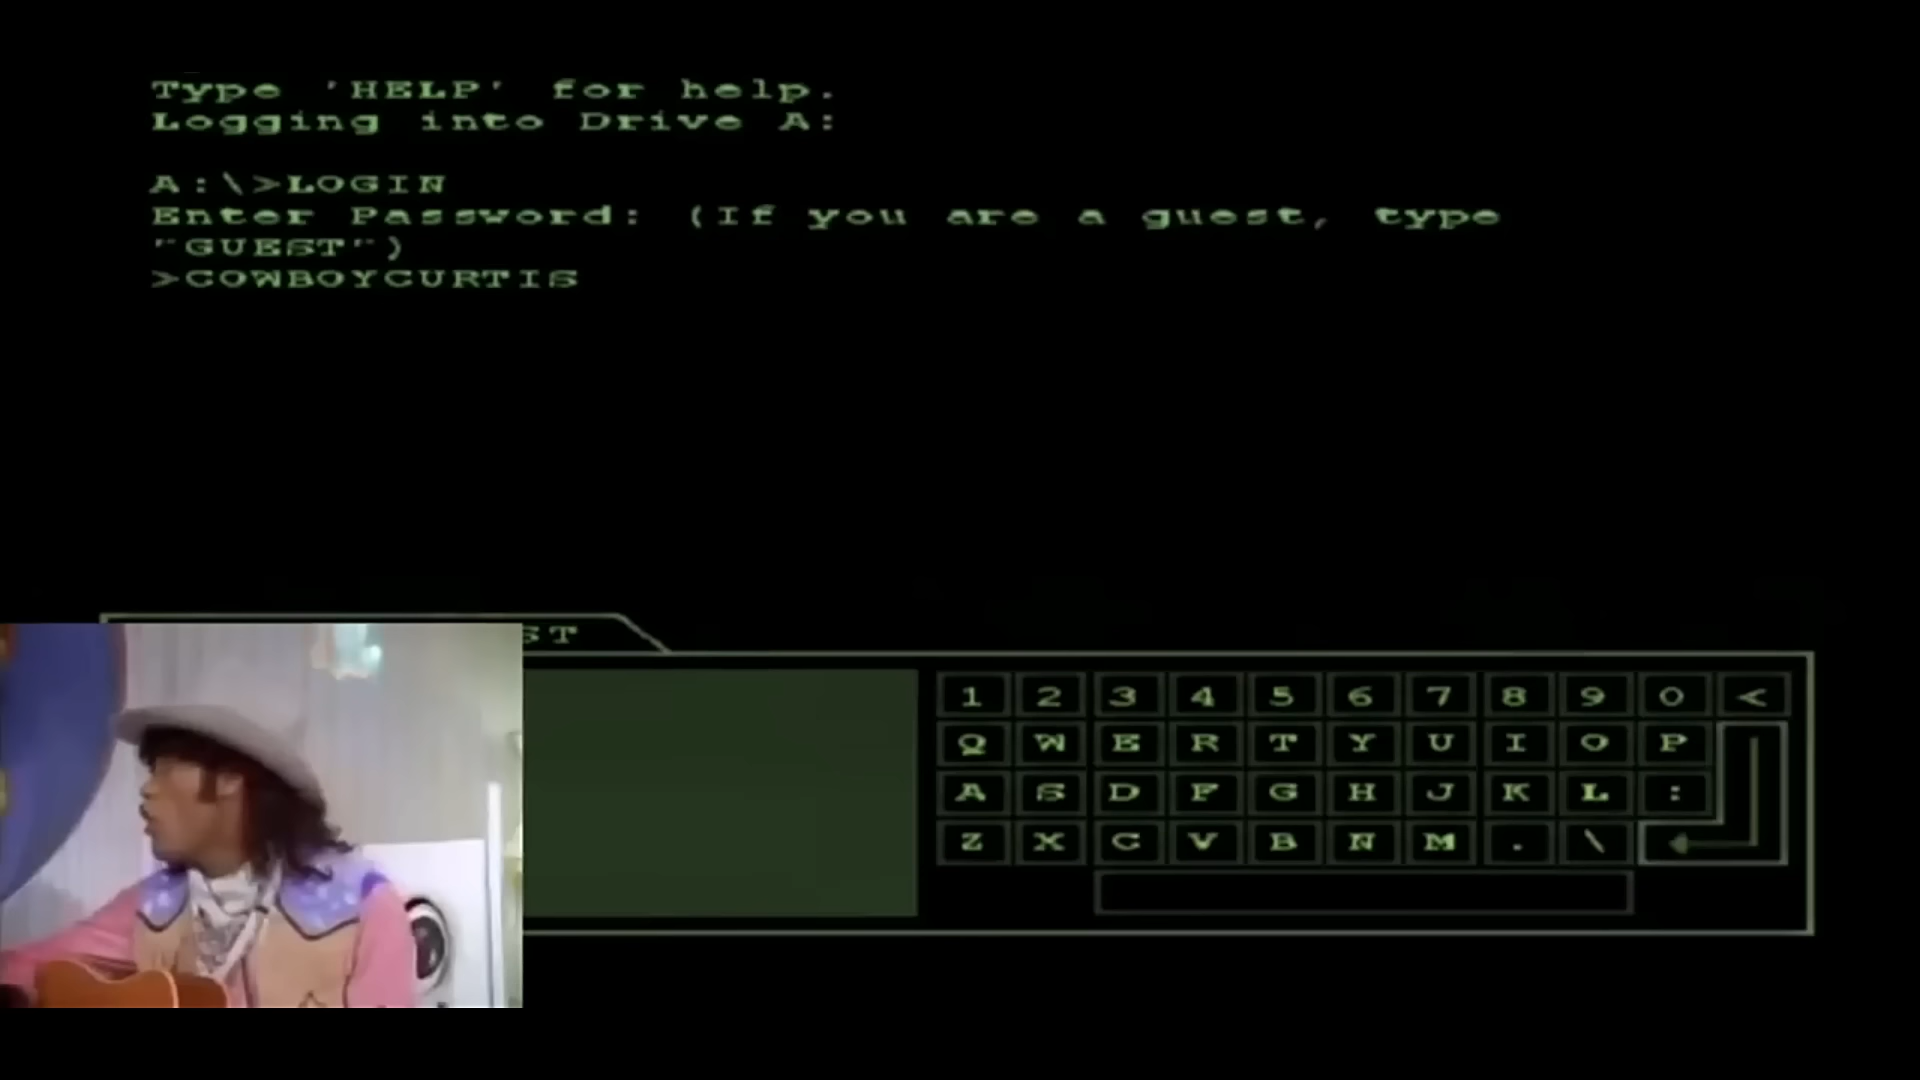 Type 'HELP' for help.
Logging into Drive A:
A:\>LOGIN
Enter Password: (If you are a guest, type
"GUEST")
>COWBOYCURTIS
ST
1 2 3 4 5 6 7 8 9 0 <
Q W E R T Y U I O P
A S D F G H J K L :
Z X C V B N M . \